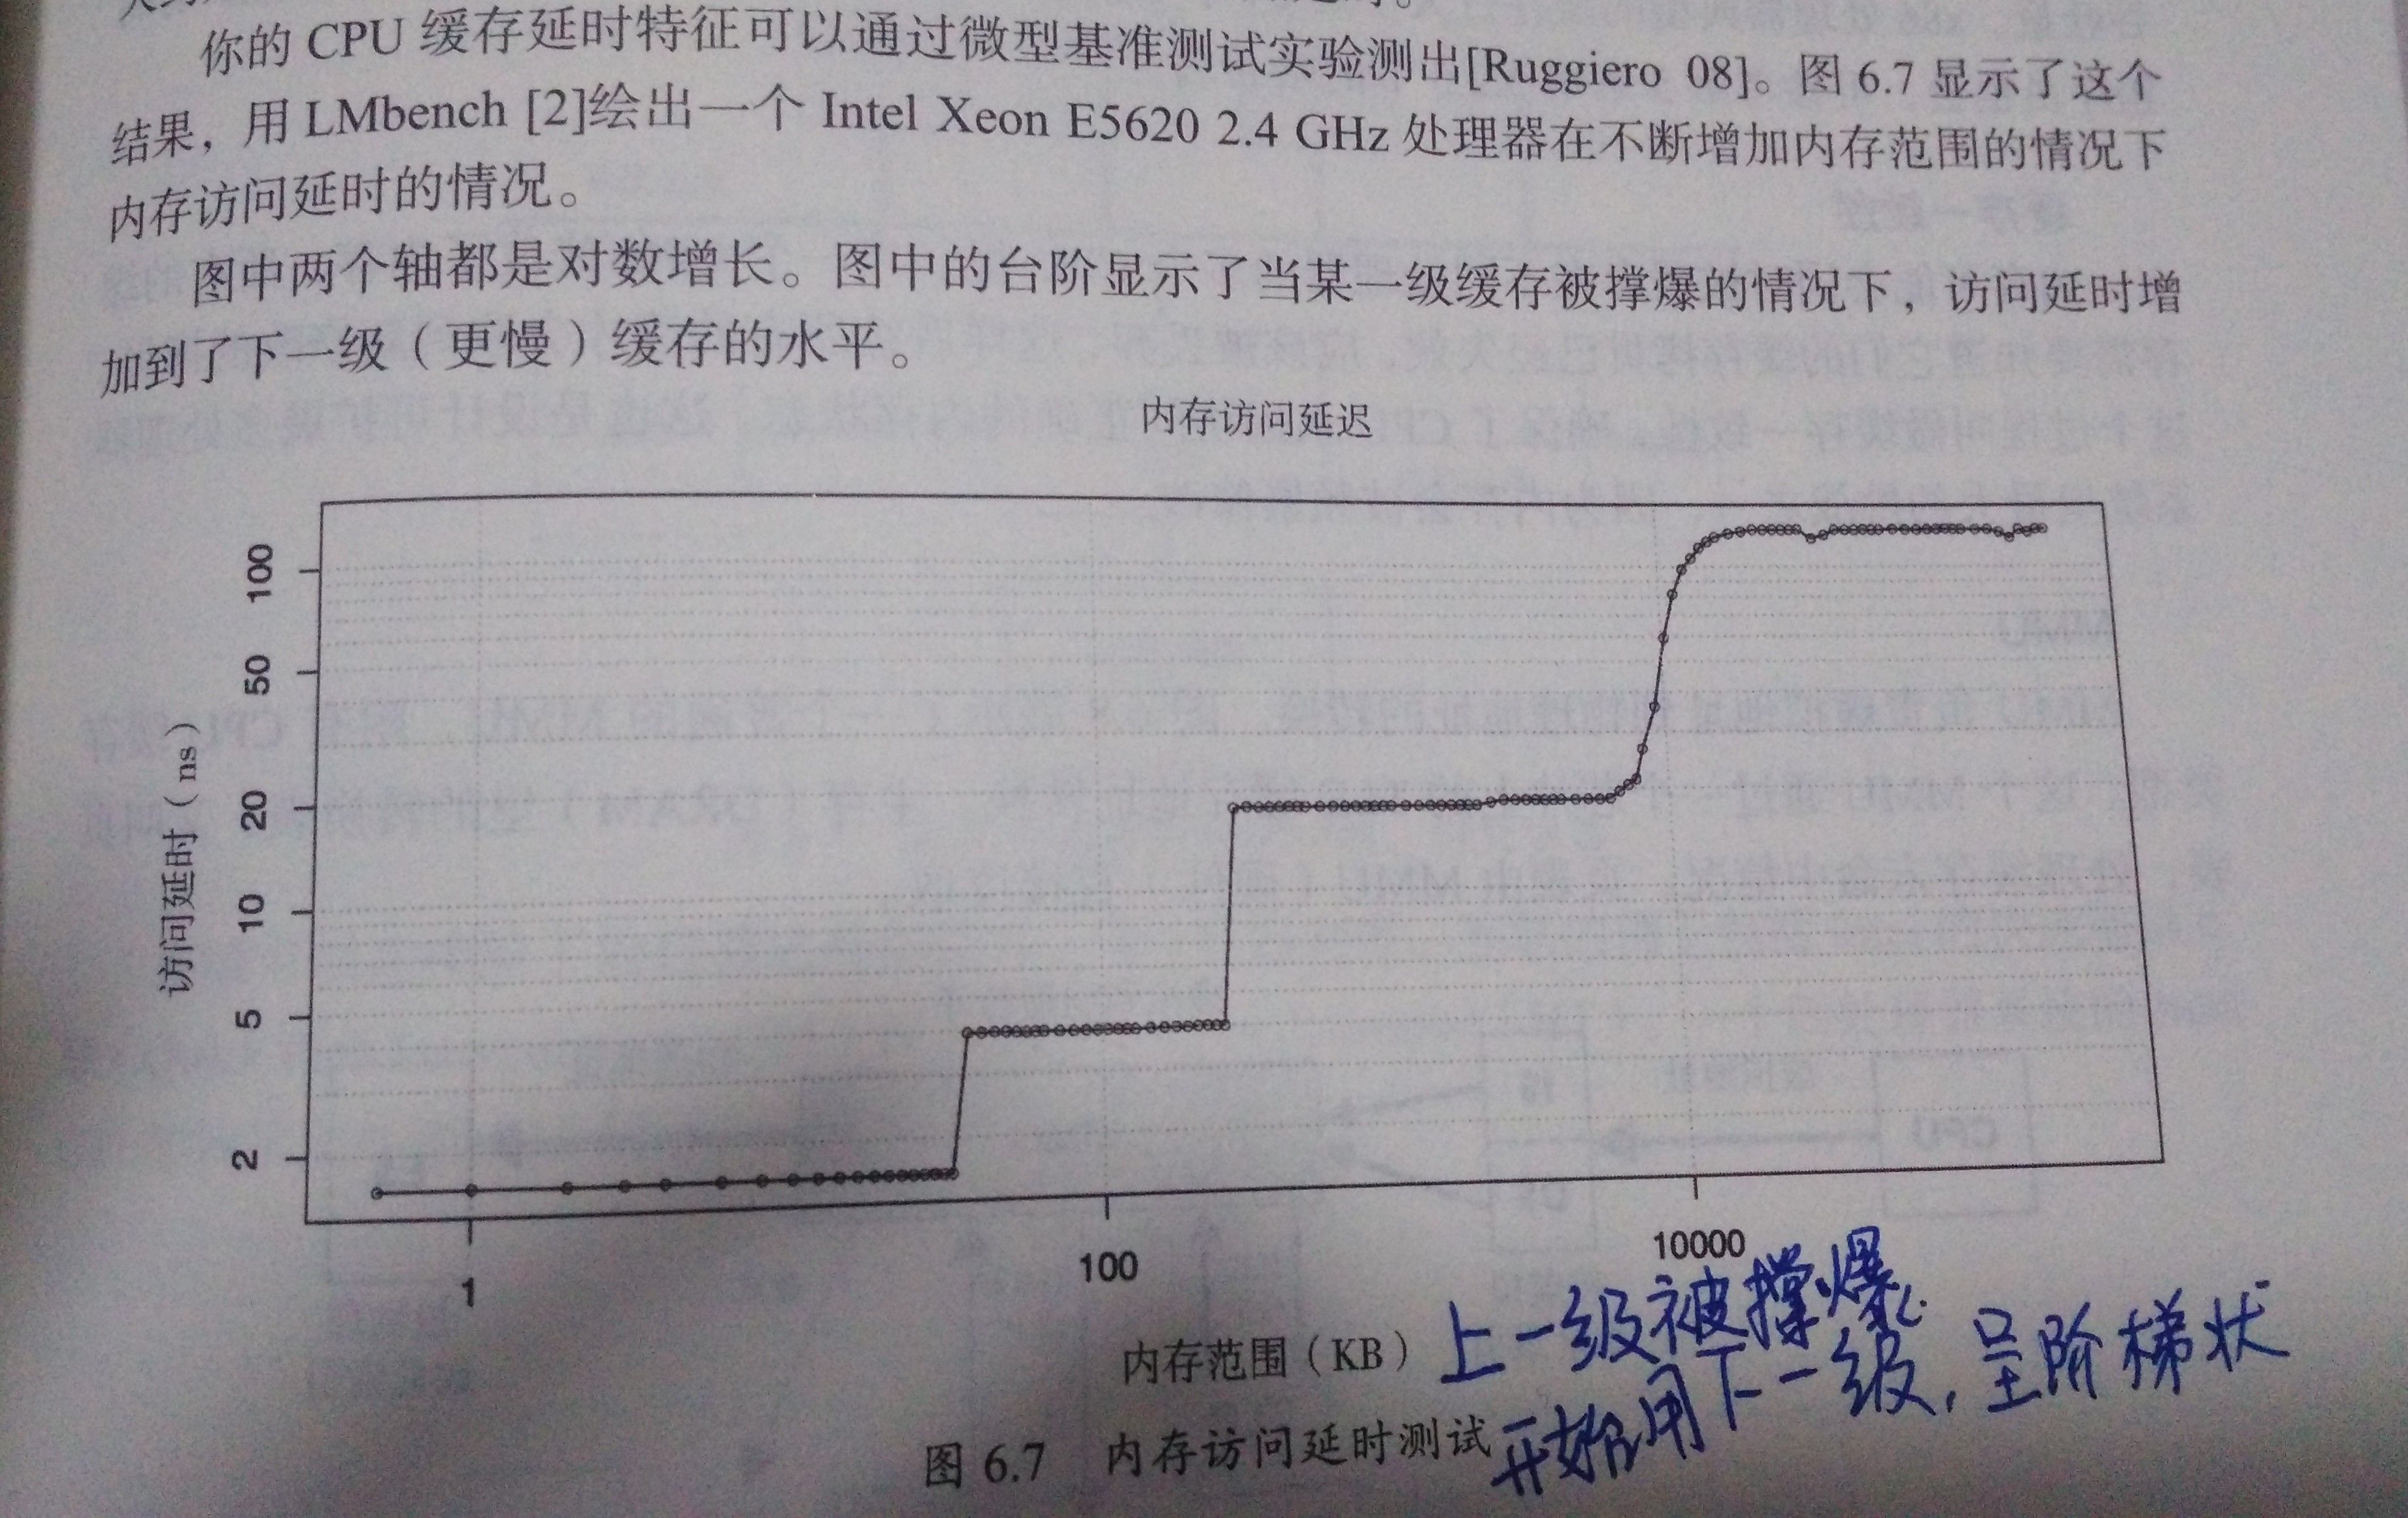 你的 CPU 缓存延时特征可以通过微型基准测试实验测出[Ruggiero 08]。图 6.7 显示了这个
结果，用 LMbench [2]绘出一个 Intel Xeon E5620 2.4 GHz 处理器在不断增加内存范围的情况下
内存访问延时的情况。
图中两个轴都是对数增长。图中的台阶显示了当某一级缓存被撑爆的情况下，访问延时增
加到了下一级（更慢）缓存的水平。
内存访问延迟
访问延时（ns）
100
50
20
10
5
2
1
100
10000
内存范围（KB）
上一级被撑爆
开始用下一级，呈阶梯状
图 6.7 内存访问延时测试